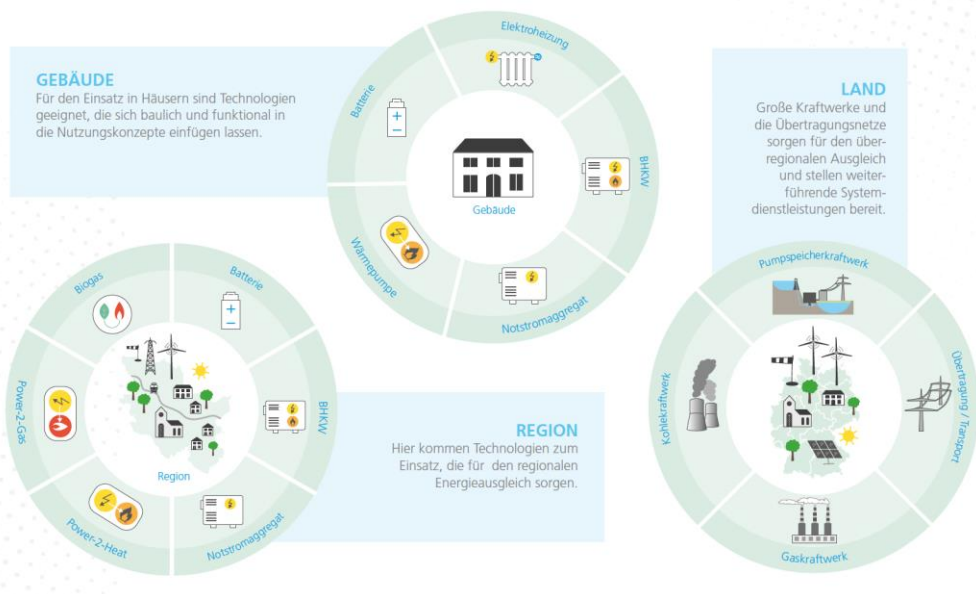 GEBÄUDE
Für den Einsatz in Häusern sind Technologien
geeignet, die sich baulich und funktional in
die Nutzungskonzepte einfügen lassen.
Elektroheizung
Batterie
BHKW
Wärmepumpe
Notstromaggregat
Gebäude
LAND
Große Kraftwerke und
die Übertragungsnetze
sorgen für den über-
regionalen Ausgleich
und stellen weiter-
führende System-
dienstleistungen bereit.
Biogas
Batterie
Power-2-Gas
BHKW
Power-2-Heat
Notstromaggregat
Region
REGION
Hier kommen Technologien zum
Einsatz, die für den regionalen
Energieausgleich sorgen.
Pumpspeicherkraftwerk
Kohlekraftwerk
Übertragung / Transport
Gaskraftwerk